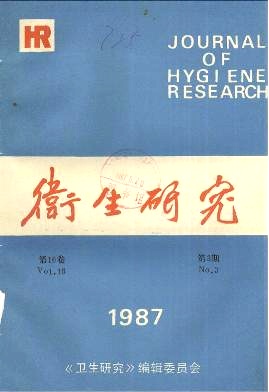 HR
JOURNAL
OF
HYGIENE
RESEARCH
衛生研究
第16卷
Vol.16
第3期
No.3
1987
《卫生研究》编辑委员会